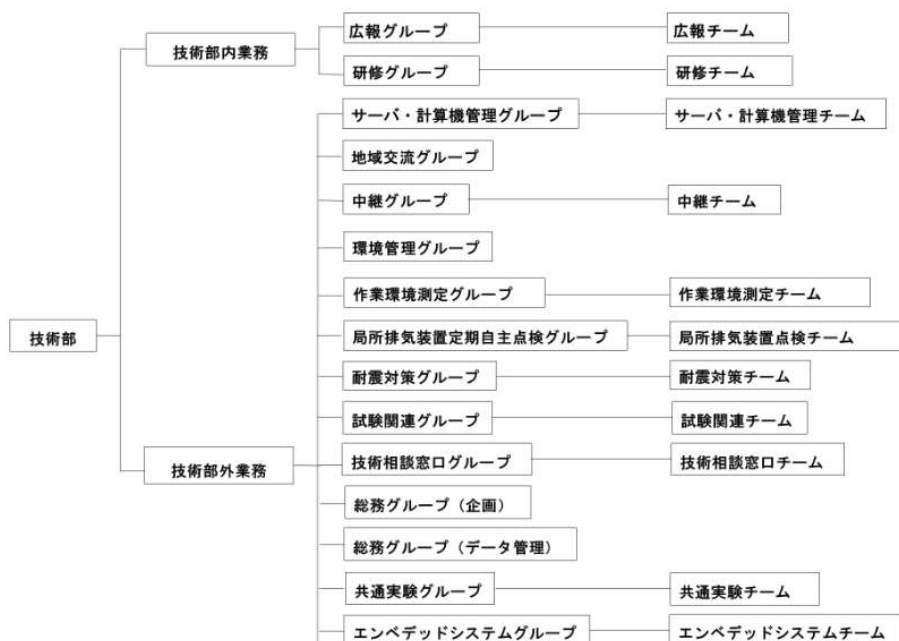 広報グループ
広報チーム
技術部内業務
研修グループ
研修チーム
サーバ・計算機管理グループ
サーバ・計算機管理チーム
地域交流グループ
中継グループ
中継チーム
環境管理グループ
作業環境測定グループ
作業環境測定チーム
技術部
局所排気装置定期自主点検グループ
局所排気装置点検チーム
耐震対策グループ
耐震対策チーム
試験関連グループ
試験関連チーム
技術部外業務
技術相談窓口グループ
技術相談窓口チーム
総務グループ（企画）
総務グループ（データ管理）
共通実験グループ
共通実験チーム
エンベデッドシステムグループ
エンベデッドシステムチーム